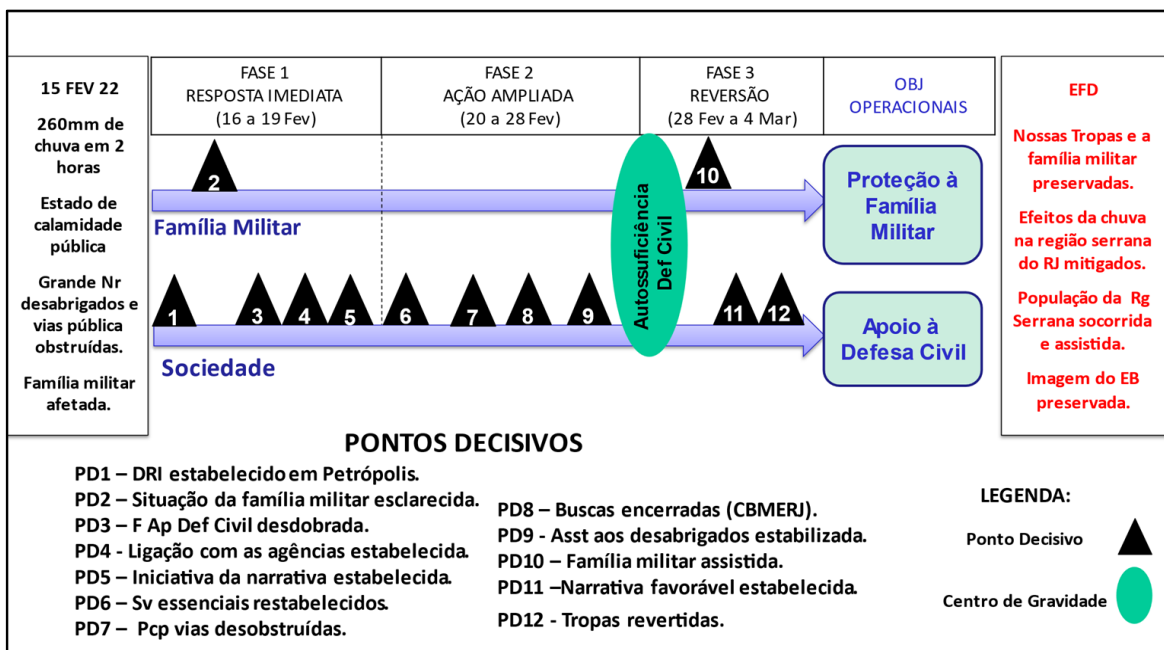 15 FEV 22
260mm de
chuva em 2
horas
Estado de
calamidade
pública
Grande Nr
desabrigados e
vias pública
obstruídas.
Família militar
afetada.
FASE 1
RESPOSTA IMEDIATA
(16 a 19 Fev)
FASE 2
AÇÃO AMPLIADA
(20 a 28 Fev)
FASE 3
REVERSÃO
(28 Fev a 4 Mar)
OBJ
OPERACIONAIS
2
10
Família Militar
Autossuficiência
Def Civil
Proteção à
Família
Militar
1
3
4
5
6
7
8
9
11
12
Sociedade
Apoio à
Defesa Civil
EFD
Nossas Tropas e a
família militar
preservadas.
Efeitos da chuva
na região serrana
do RJ mitigados.
População da Rg
Serrana socorrida
e assistida.
Imagem do EB
preservada.
PONTOS DECISIVOS
PD1 – DRI estabelecido em Petrópolis.
PD2 – Situação da família militar esclarecida.
PD3 – F Ap Def Civil desdobrada.
PD4 - Ligação com as agências estabelecida.
PD5 – Iniciativa da narrativa estabelecida.
PD6 – Sv essenciais restabelecidos.
PD7 – Pcp vias desobstruídas.
PD8 – Buscas encerradas (CBMERJ).
PD9 - Asst aos desabrigados estabilizada.
PD10 – Família militar assistida.
PD11 –Narrativa favorável estabelecida.
PD12 - Tropas revertidas.
LEGENDA:
Ponto Decisivo
Centro de Gravidade